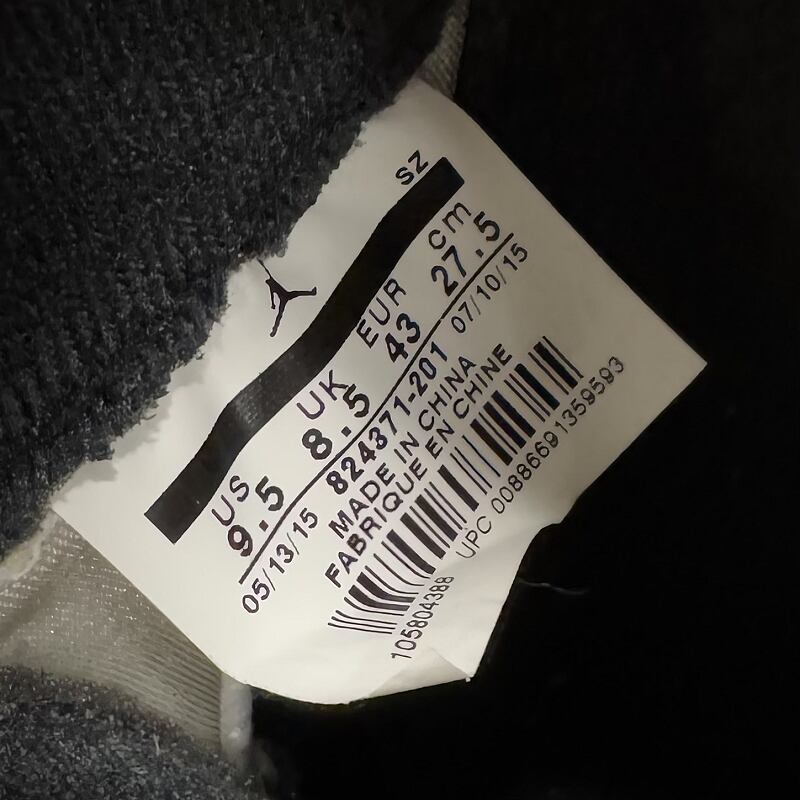 SZ
US UK EUR cm
9.5 8.5 43 27.5
05/13/15 824371-201 07/10/15
MADE IN CHINA
FABRIQUE EN CHINE
105804388 UPC 00886691359593